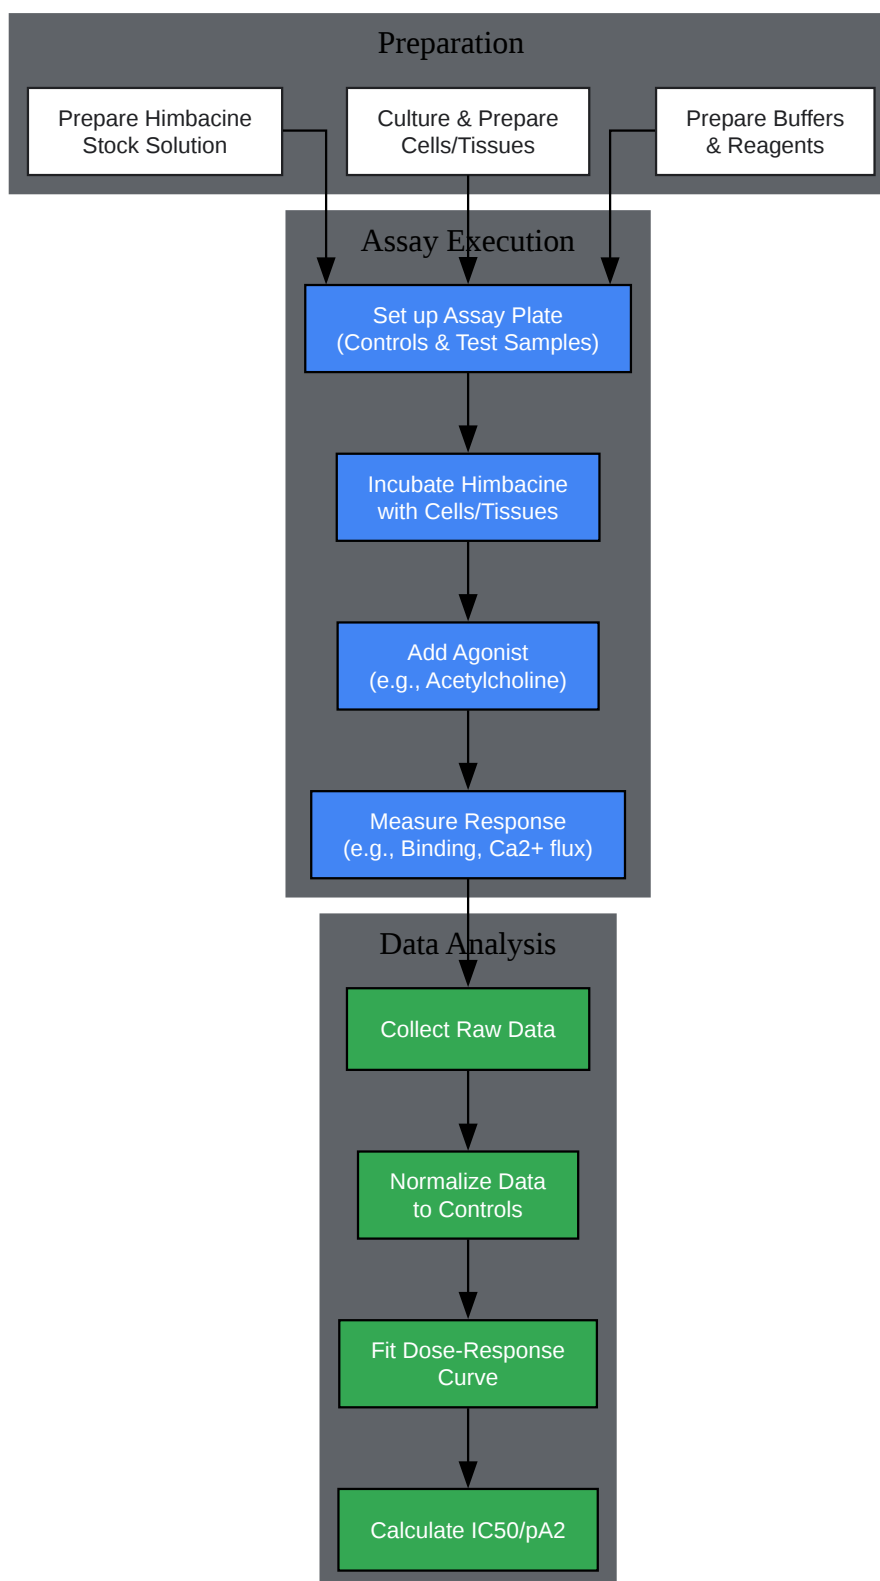 Preparation
Prepare Himbacine
Stock Solution
Culture & Prepare
Cells/Tissues
Prepare Buffers
& Reagents
Assay Execution
Set up Assay Plate
(Controls & Test Samples)
Incubate Himbacine
with Cells/Tissues
Add Agonist
(e.g., Acetylcholine)
Measure Response
(e.g., Binding, Ca2+ flux)
Data Analysis
Collect Raw Data
Normalize Data
to Controls
Fit Dose-Response
Curve
Calculate IC50/pA2